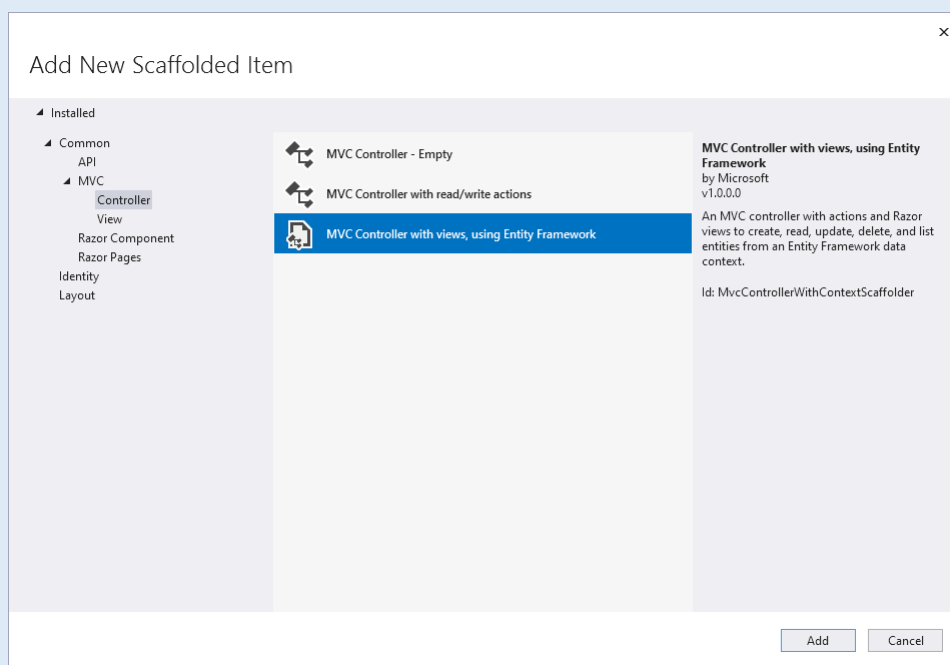 ×
Add New Scaffolded Item
Installed
Common
API
MVC
Controller
View
Razor Component
Razor Pages
Identity
Layout
MVC Controller - Empty
MVC Controller with read/write actions
MVC Controller with views, using Entity Framework
MVC Controller with views, using Entity
Framework
by Microsoft
v1.0.0.0
An MVC controller with actions and Razor
views to create, read, update, delete, and list
entities from an Entity Framework data
context.
Id: MvcControllerWithContextScaffolder
Add
Cancel